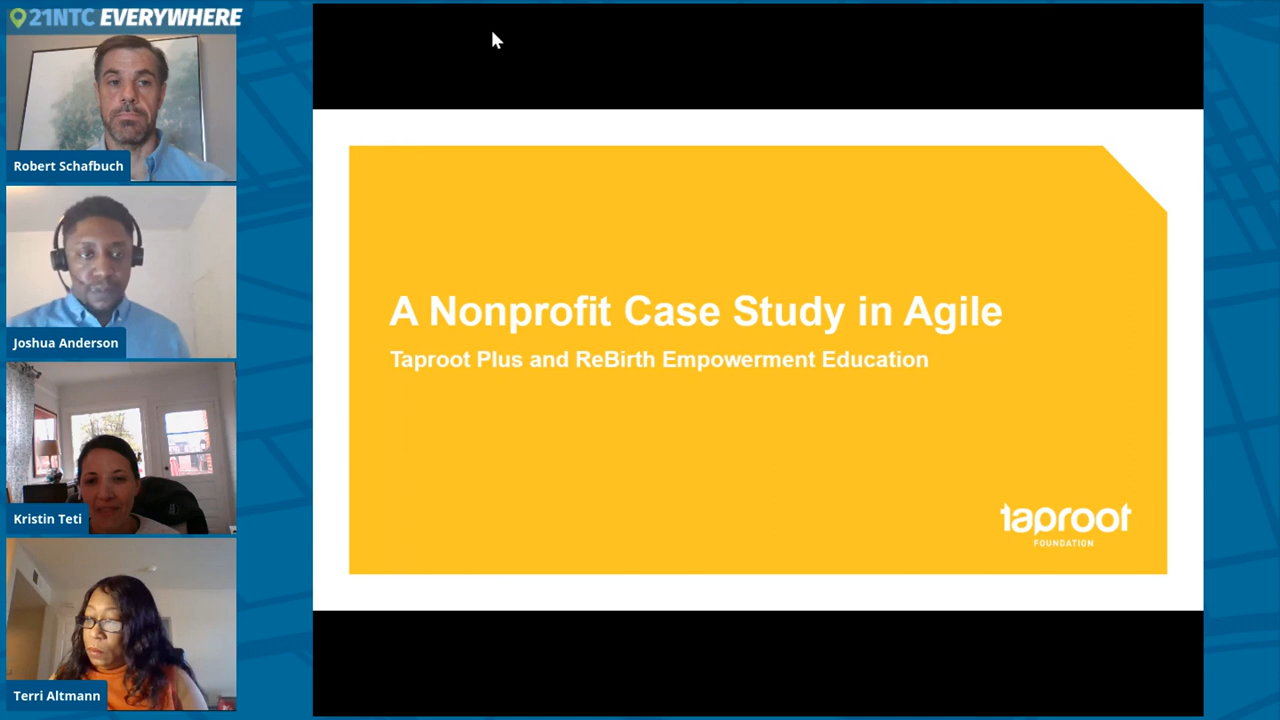 21NTC EVERYWHERE
Robert Schafbuch
Joshua Anderson
Kristin Teti
Terri Altmann
A Nonprofit Case Study in Agile
Taproot Plus and ReBirth Empowerment Education
taproot
FOUNDATION